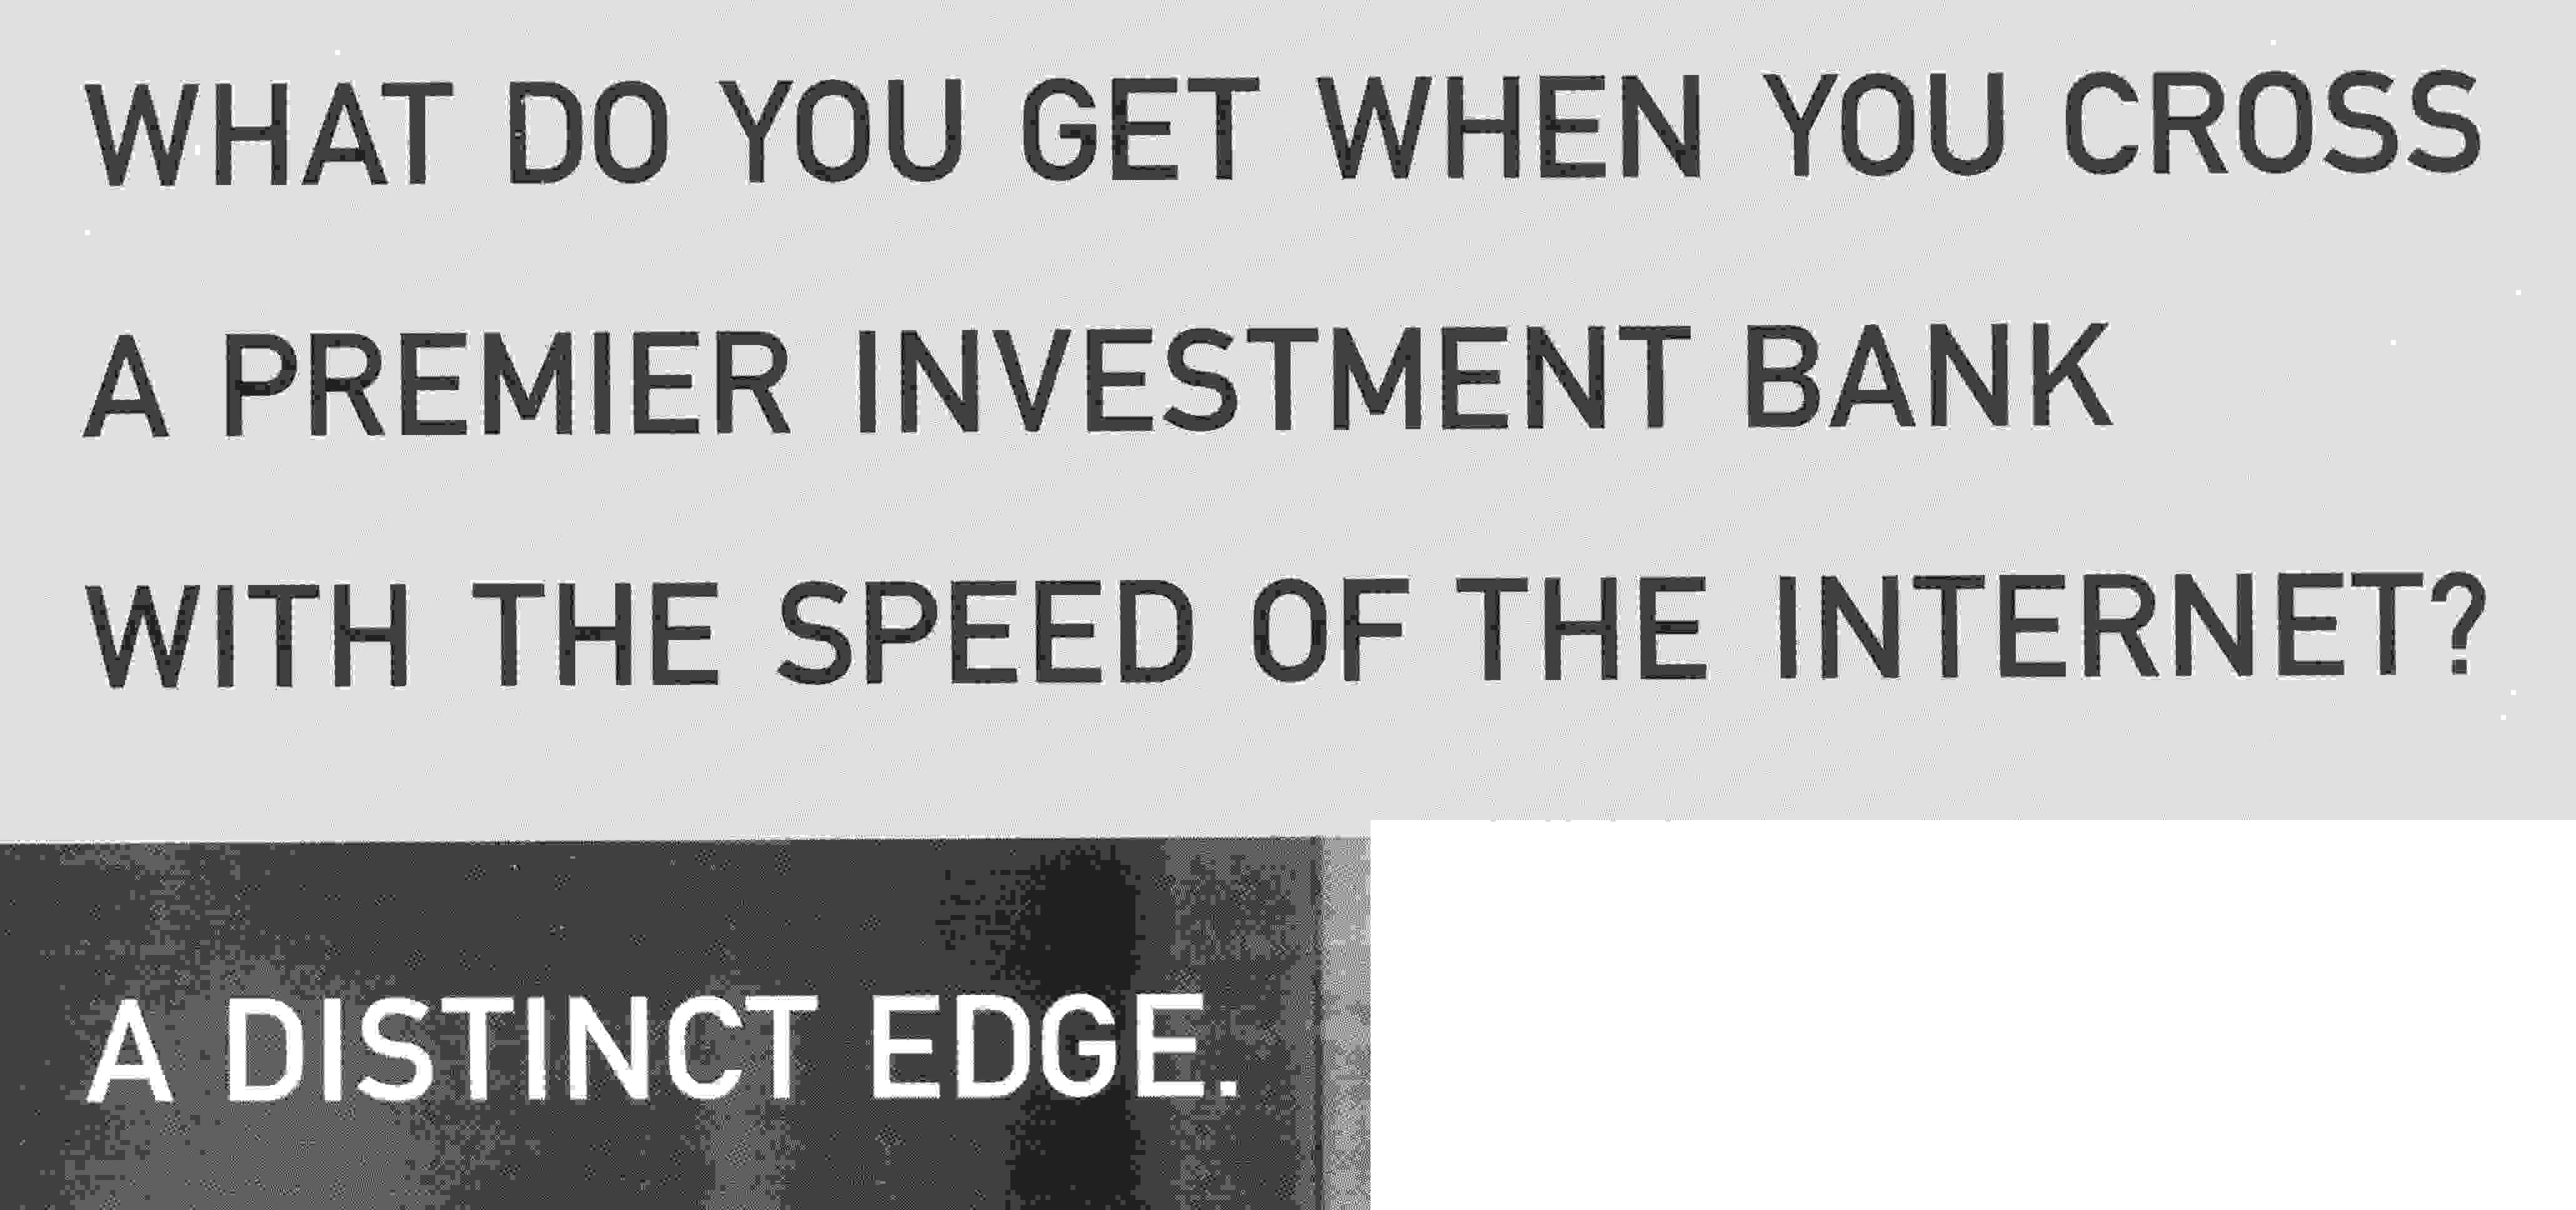 WHAT DO YOU GET WHEN YOU CROSS
A PREMIER INVESTMENT BANK
WITH THE SPEED OF THE INTERNET?
A DISTINCT EDGE.